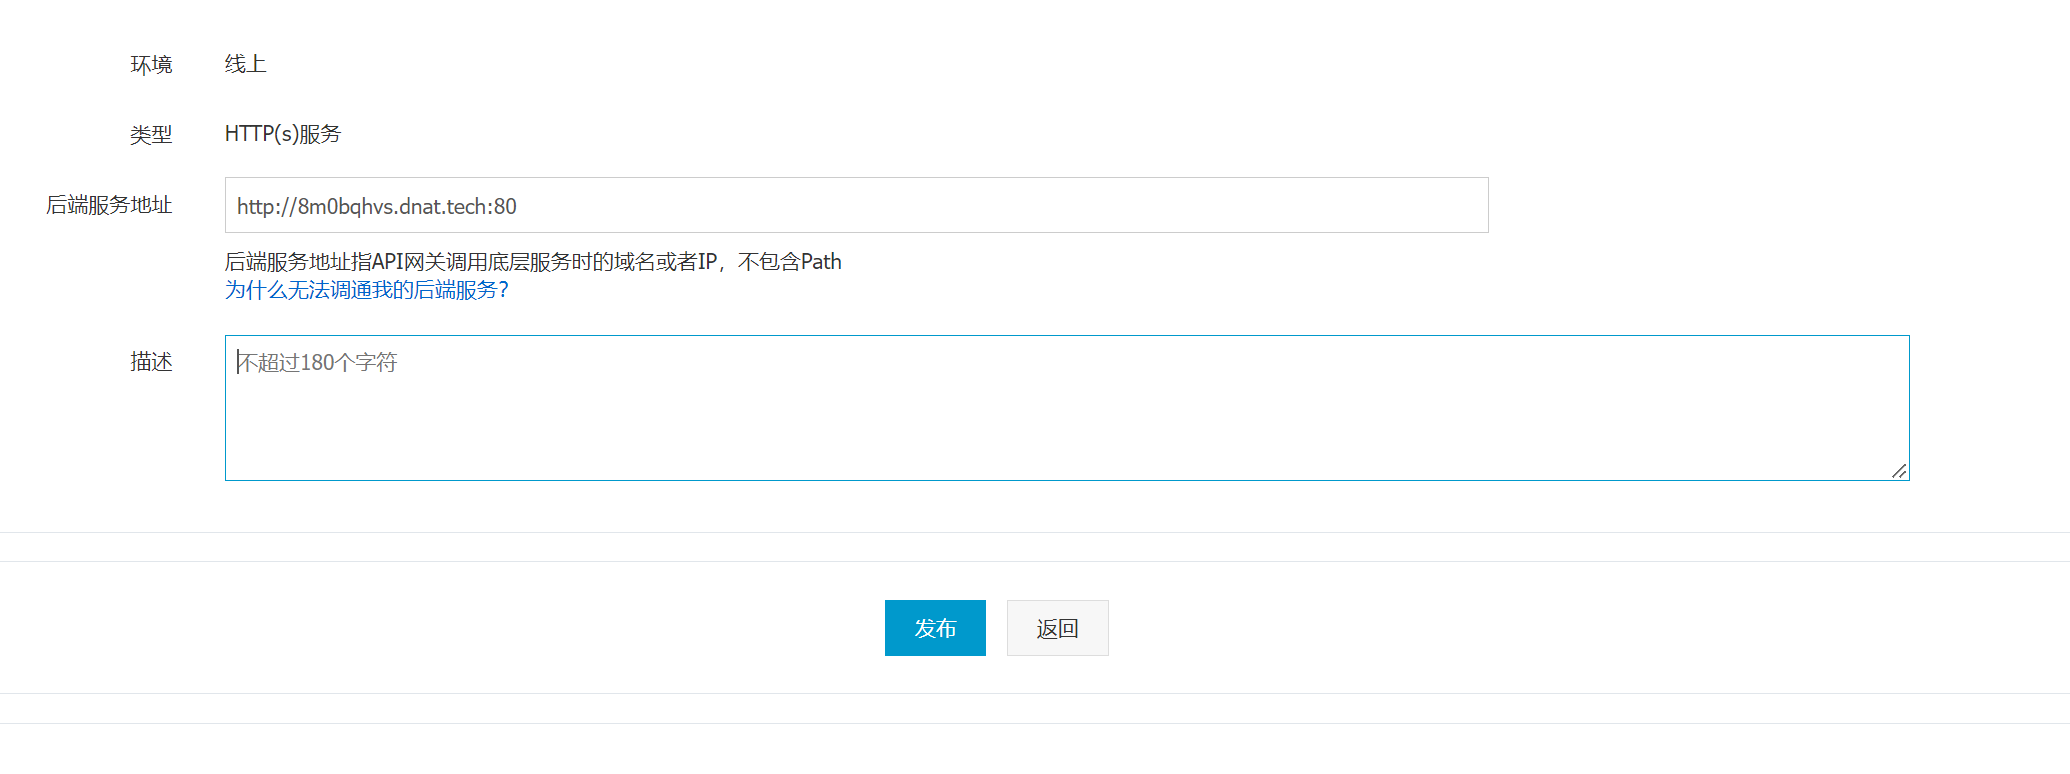 环境 线上
类型 HTTP(s)服务
后端服务地址 http://8m0bqhvs.dnat.tech:80
后端服务地址指API网关调用底层服务时的域名或者IP，不包含Path
为什么无法调通我的后端服务？
描述 不超过180个字符
发布 返回